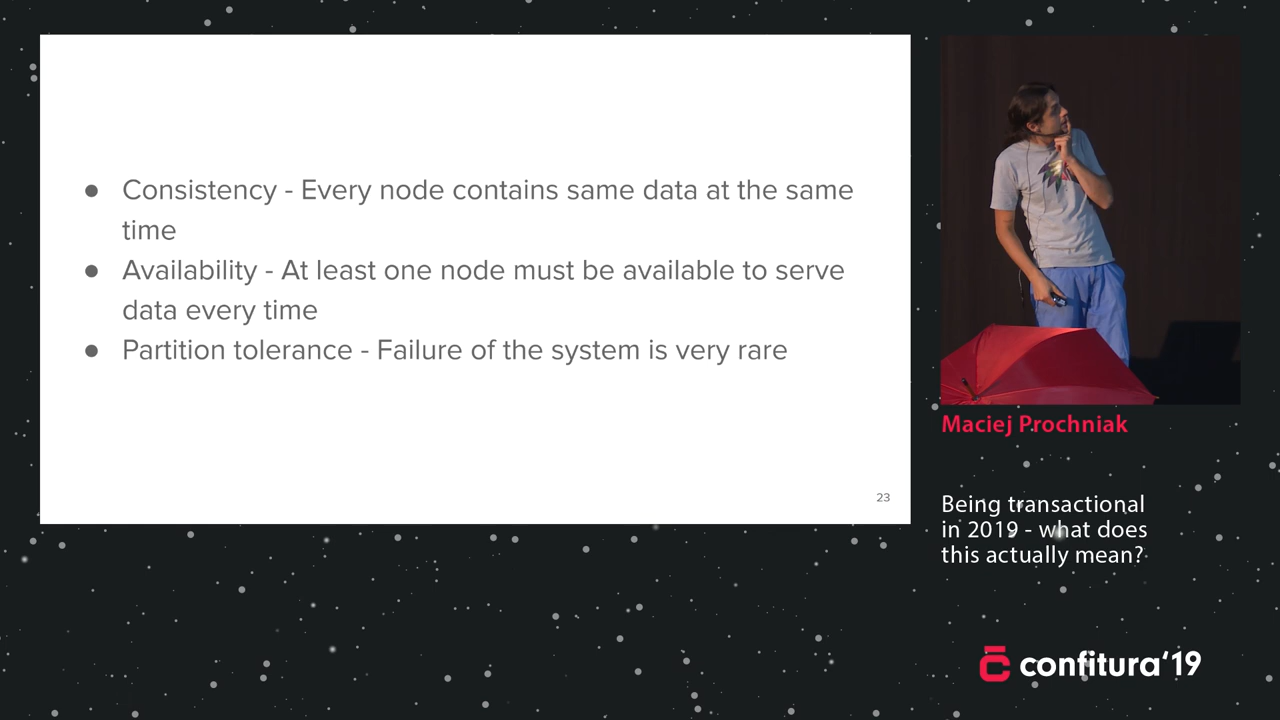 ● Consistency - Every node contains same data at the same
time
● Availability - At least one node must be available to serve
data every time
● Partition tolerance - Failure of the system is very rare
23
Maciej Prochniak
Being transactional
in 2019 - what does
this actually mean?
confitura‘19